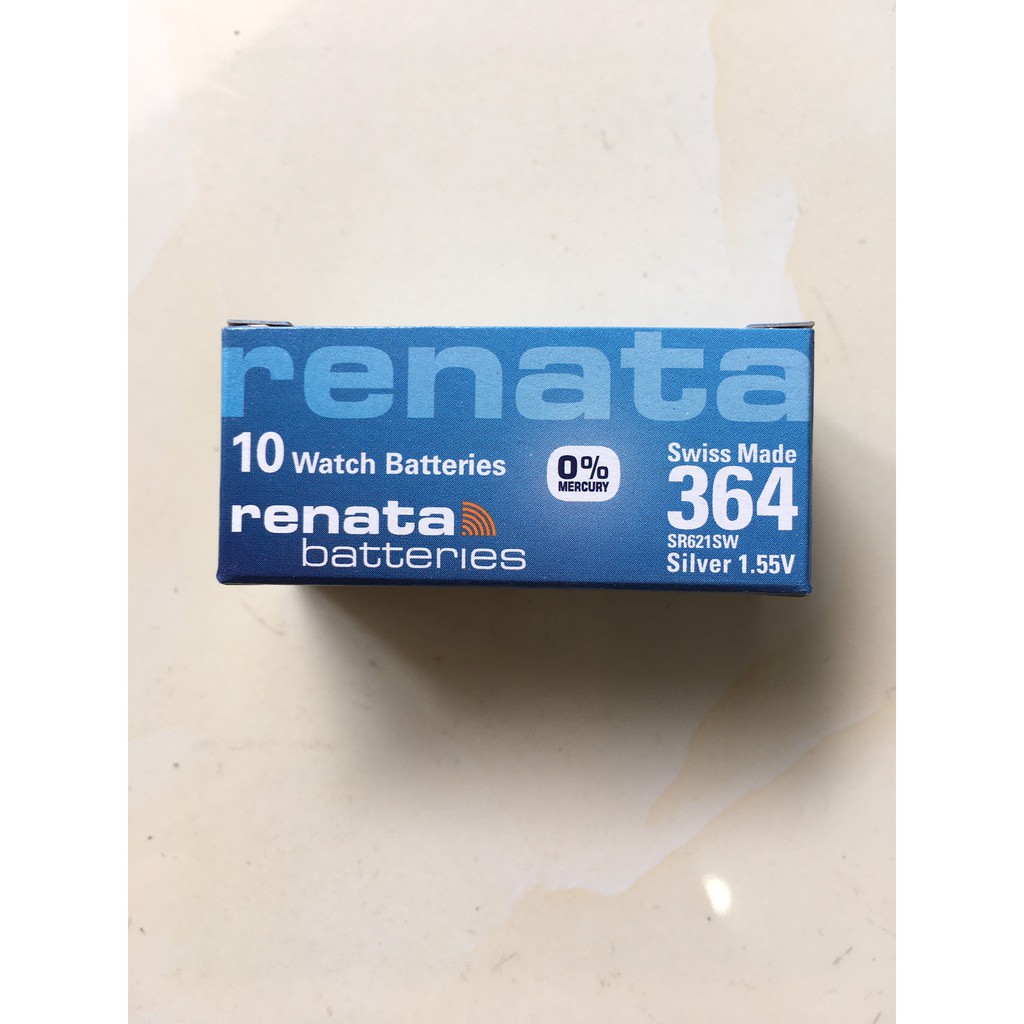 renata
10 Watch Batteries
renata
batteries
0%
MERCURY
Swiss Made
364
SR621SW
Silver 1.55V